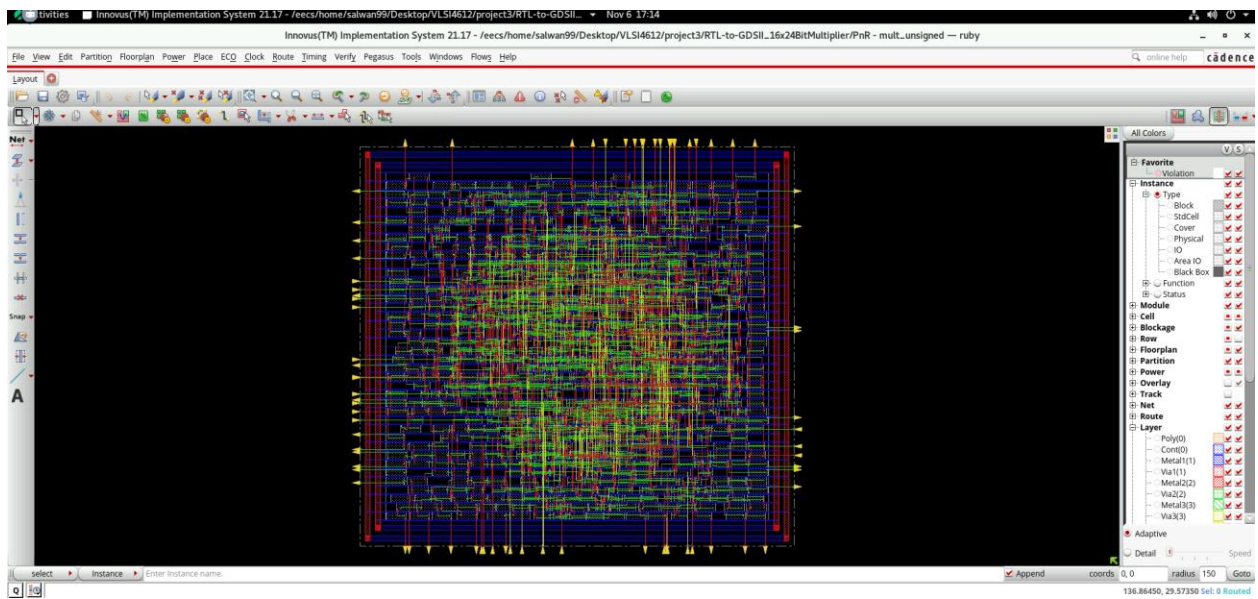 tivities Innovus(TM) Implementation System 21.17 - /eecs/home/salwan99/Desktop/VLSI4612/project3/RTL-to-GDSII... Nov 6 17:14
Innovus(TM) Implementation System 21.17 - /eecs/home/salwan99/Desktop/VLSI4612/project3/RTL-to-GDSII_16x24BitMultiplier/PnR - mult_unsigned — ruby
File View Edit Partition Floorplan Power Place ECO Clock Route Timing Verify Pegasus Tools Windows Flows Help
online help cādence
Layout
All Colors
Net
V S
Favorite
Violation
Instance
Type
Block
StdCell
Cover
Physical
IO
Area IO
Black Box
Function
Status
Module
Snap
Cell
Blockage
Row
Floorplan
Partition
Power
Overlay
A
Track
Net
Route
Layer
Poly(0)
Cont(0)
Metal1(1)
Via1(1)
Metal2(2)
Via2(2)
Metal3(3)
Via3(3)
Adaptive
Detail Speed
select Instance Enter Instance name. Append coords 0, 0 radius 150 Goto
Q
136.86450, 29.57350 Sel: 0 Routed